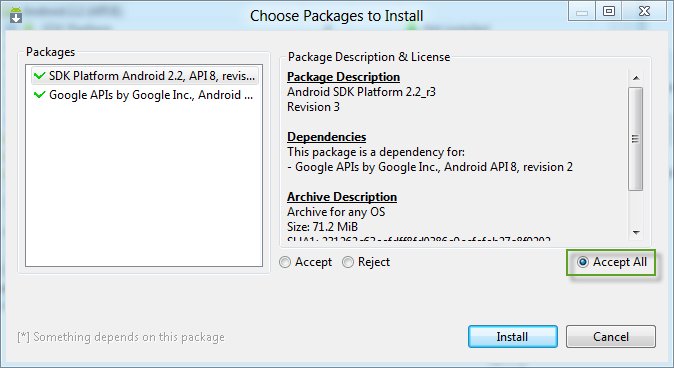 Choose Packages to Install
Packages
SDK Platform Android 2.2, API 8, revis...
Google APIs by Google Inc., Android ...
Package Description & License
Package Description
Android SDK Platform 2.2_r3
Revision 3
Dependencies
This package is a dependency for:
- Google APIs by Google Inc., Android API 8, revision 2
Archive Description
Archive for any OS
Size: 71.2 MiB
Accept
Reject
Accept All
[*] Something depends on this package
Install
Cancel